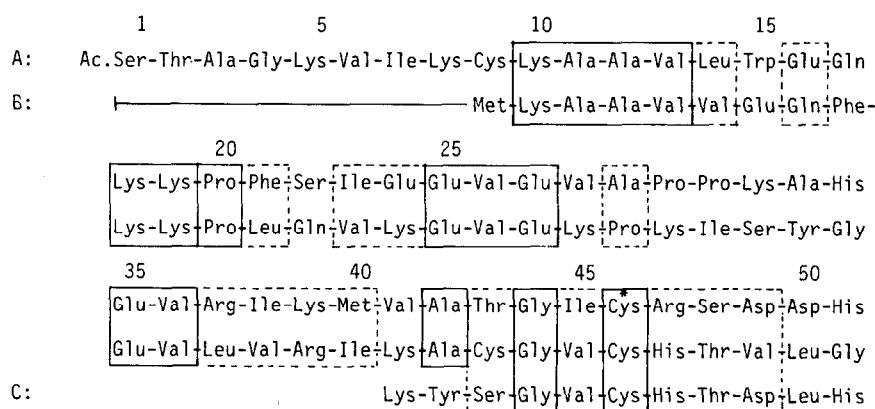 1 5 10 15
A: Ac.Ser-Thr-Ala-Gly-Lys-Val-Ile-Lys-Cys-Lys-Ala-Ala-Val-Leu-Trp-Glu-Gln
B: Met-Lys-Ala-Ala-Val-Val-Glu-Gln-Phe-
20 25
Lys-Lys-Pro-Phe-Ser-Ile-Glu-Glu-Val-Glu-Val-Ala-Pro-Pro-Lys-Ala-His
Lys-Lys-Pro-Leu-Gln-Val-Lys-Glu-Val-Glu-Lys-Pro-Lys-Ile-Ser-Tyr-Gly
35 40 45 50
Glu-Val-Arg-Ile-Lys-Met-Val-Ala-Thr-Gly-Ile-Cys*-Arg-Ser-Asp-Asp-His
Glu-Val-Leu-Val-Arg-Ile-Lys-Ala-Cys-Gly-Val-Cys-His-Thr-Val-Leu-Gly
C: Lys-Tyr-Ser-Gly-Val-Cys-His-Thr-Asp-Leu-His